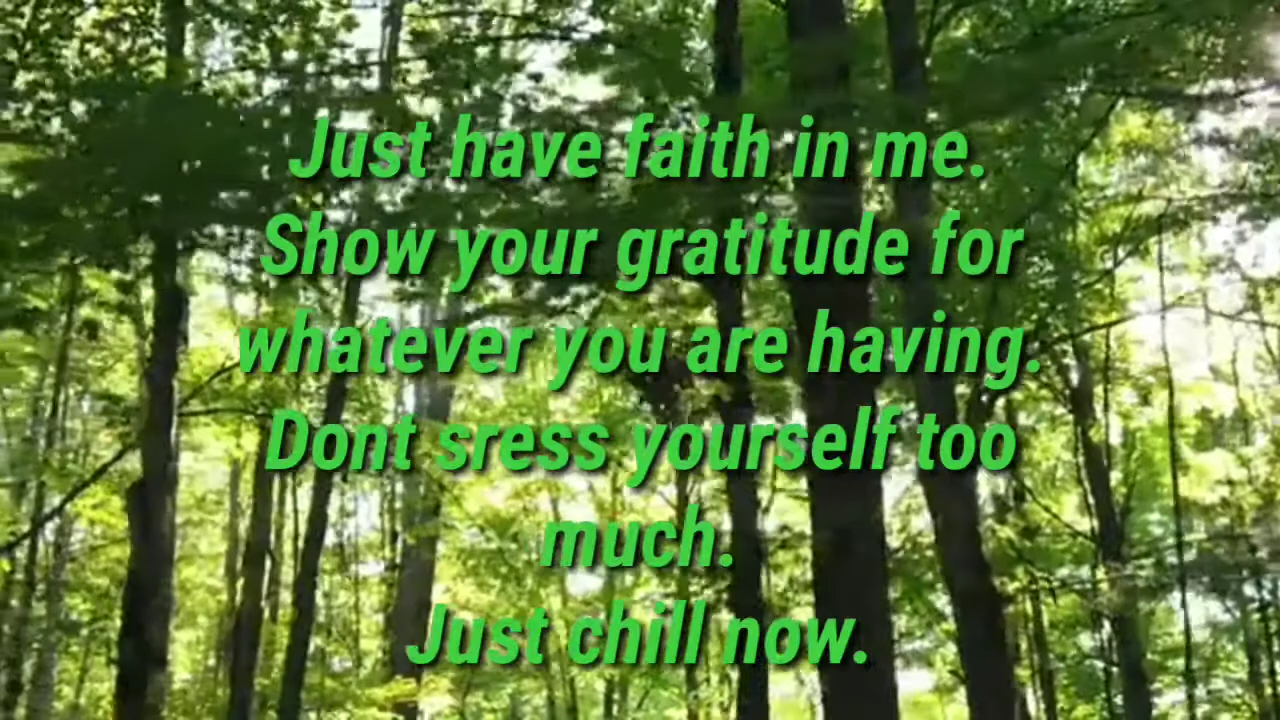 Just have faith in me.
Show your gratitude for
whatever you are having.
Dont sress yourself too
much.
Just chill now.